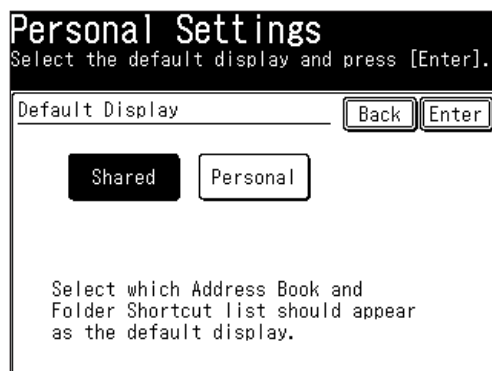 Personal Settings
Select the default display and press [Enter].
Default Display
Back
Enter
Shared
Personal
Select which Address Book and
Folder Shortcut list should appear
as the default display.